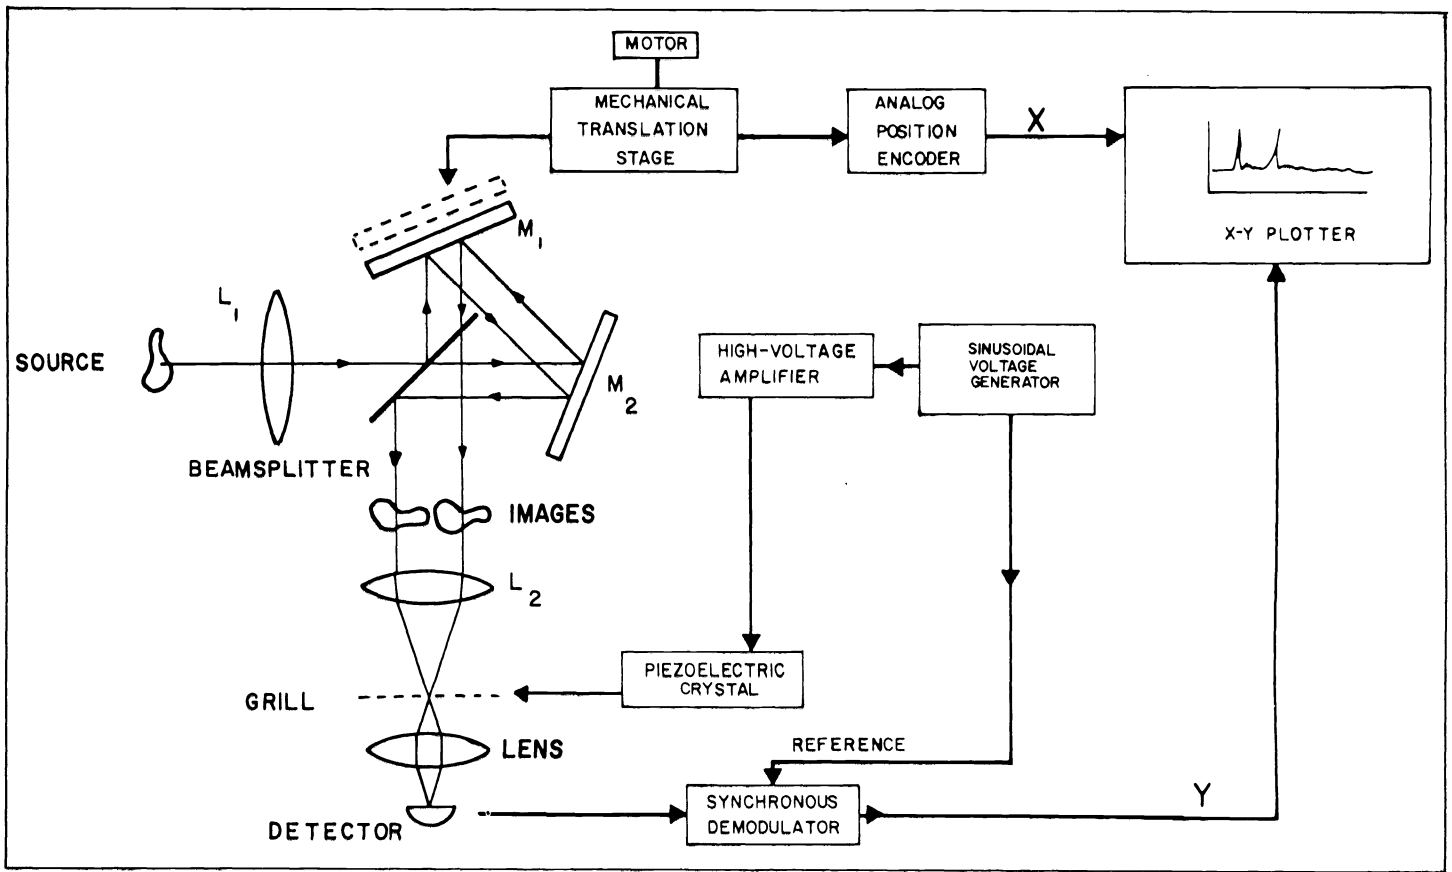 MOTOR
MECHANICAL
TRANSLATION
STAGE
ANALOG
POSITION
ENCODER
X
X-Y PLOTTER
M1
L1
SOURCE
M2
BEAMSPLITTER
HIGH-VOLTAGE
AMPLIFIER
SINUSOIDAL
VOLTAGE
GENERATOR
IMAGES
L2
PIEZOELECTRIC
CRYSTAL
GRILL
LENS
REFERENCE
DETECTOR
SYNCHRONOUS
DEMODULATOR
Y